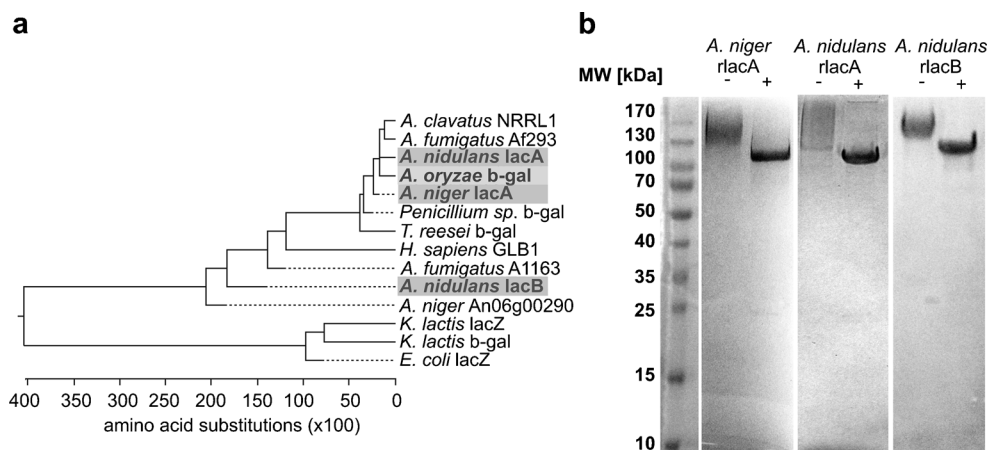 a
A. clavatus NRRL1
A. fumigatus Af293
A. nidulans lacA
A. oryzae b-gal
A. niger lacA
Penicillium sp. b-gal
T. reesei b-gal
H. sapiens GLB1
A. fumigatus A1163
A. nidulans lacB
A. niger An06g00290
K. lactis lacZ
K. lactis b-gal
E. coli lacZ
400 350 300 250 200 150 100 50 0
amino acid substitutions (x100)
b
A. niger A. nidulans A. nidulans
rlacA rlacA rlacB
MW [kDa] - + - + - +
170
130
100
70
50
40
35
25
15
10